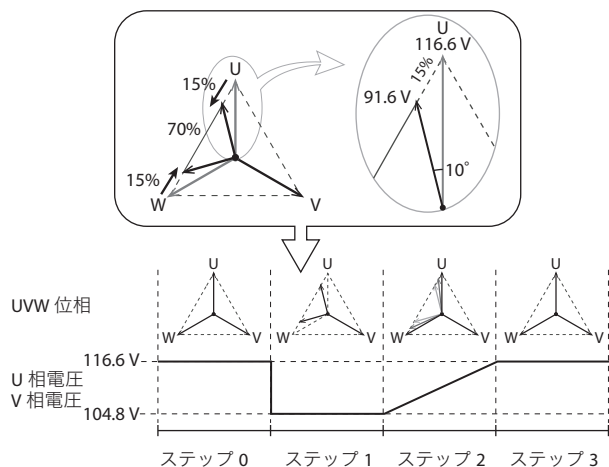 U
15%
70%
15%
W
V
U
116.6 V
15%
91.6 V
10°
UVW 位相
U
W
V
U
W
V
U
W
V
U
W
V
116.6 V
U 相電圧
V 相電圧
104.8 V
ステップ 0
ステップ 1
ステップ 2
ステップ 3